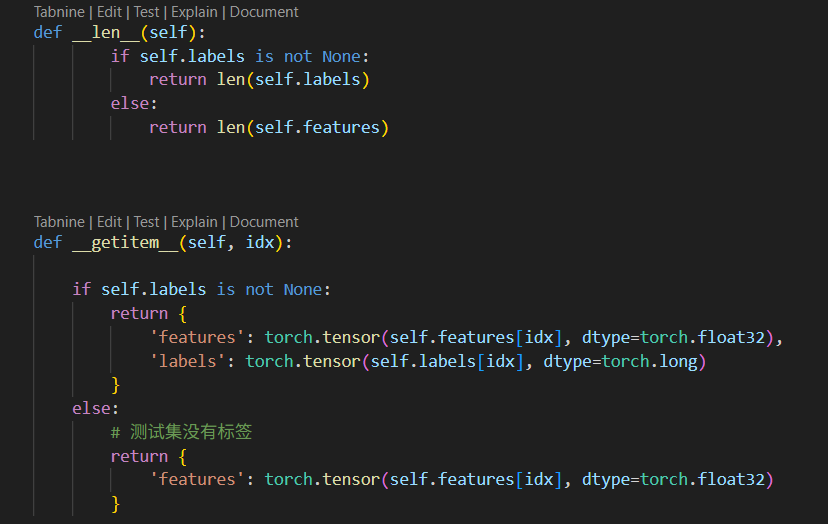 Tabnine | Edit | Test | Explain | Document
def __len__(self):
        if self.labels is not None:
            return len(self.labels)
        else:
            return len(self.features)
Tabnine | Edit | Test | Explain | Document
def __getitem__(self, idx):
    if self.labels is not None:
        return {
            'features': torch.tensor(self.features[idx], dtype=torch.float32),
            'labels': torch.tensor(self.labels[idx], dtype=torch.long)
        }
    else:
        # 测试集没有标签
        return {
            'features': torch.tensor(self.features[idx], dtype=torch.float32)
        }